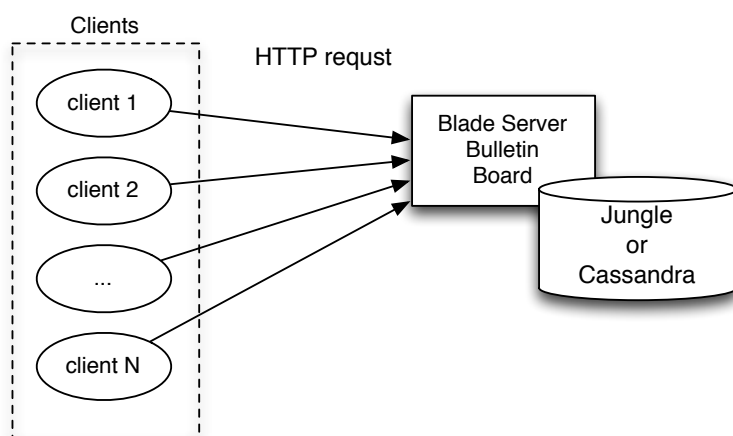 Clients
HTTP requst
client 1
client 2
...
client N
Blade Server
Bulletin
Board
Jungle
or
Cassandra